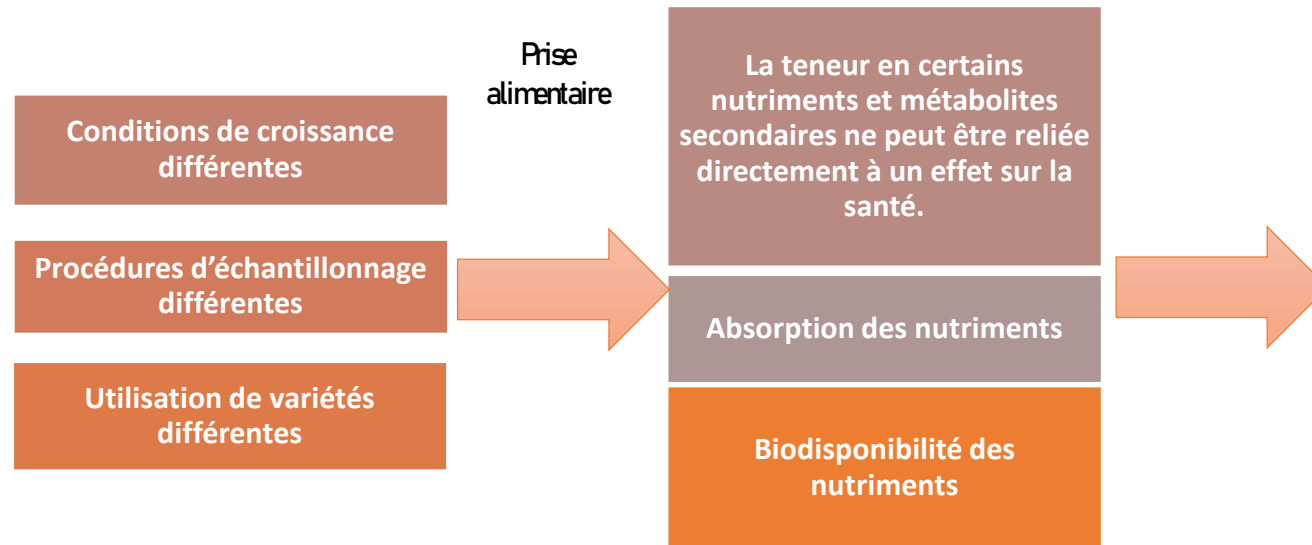 Conditions de croissance
différentes
Procédures d’échantillonnage
différentes
Utilisation de variétés
différentes
Prise
alimentaire
La teneur en certains
nutriments et métabolites
secondaires ne peut être reliée
directement à un effet sur la
santé.
Absorption des nutriments
Biodisponibilité des
nutriments